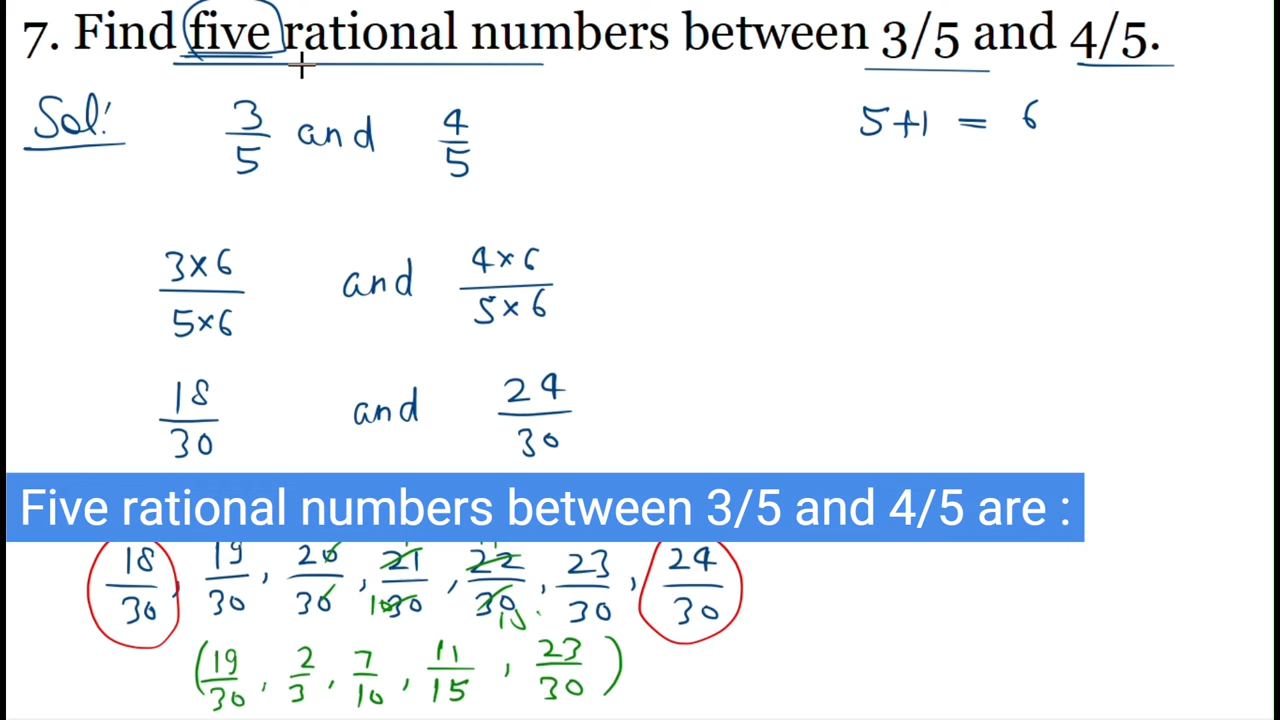 7. Find five rational numbers between 3/5 and 4/5.
Sol: 3/5 and 4/5 5+1 = 6
3×6/5×6 and 4×6/5×6
18/30 and 24/30
Five rational numbers between 3/5 and 4/5 are :
18/30, 19/30, 20/30, 21/30, 22/30, 23/30, 24/30
10 15
(19/30, 2/3, 7/10, 11/15, 23/30)